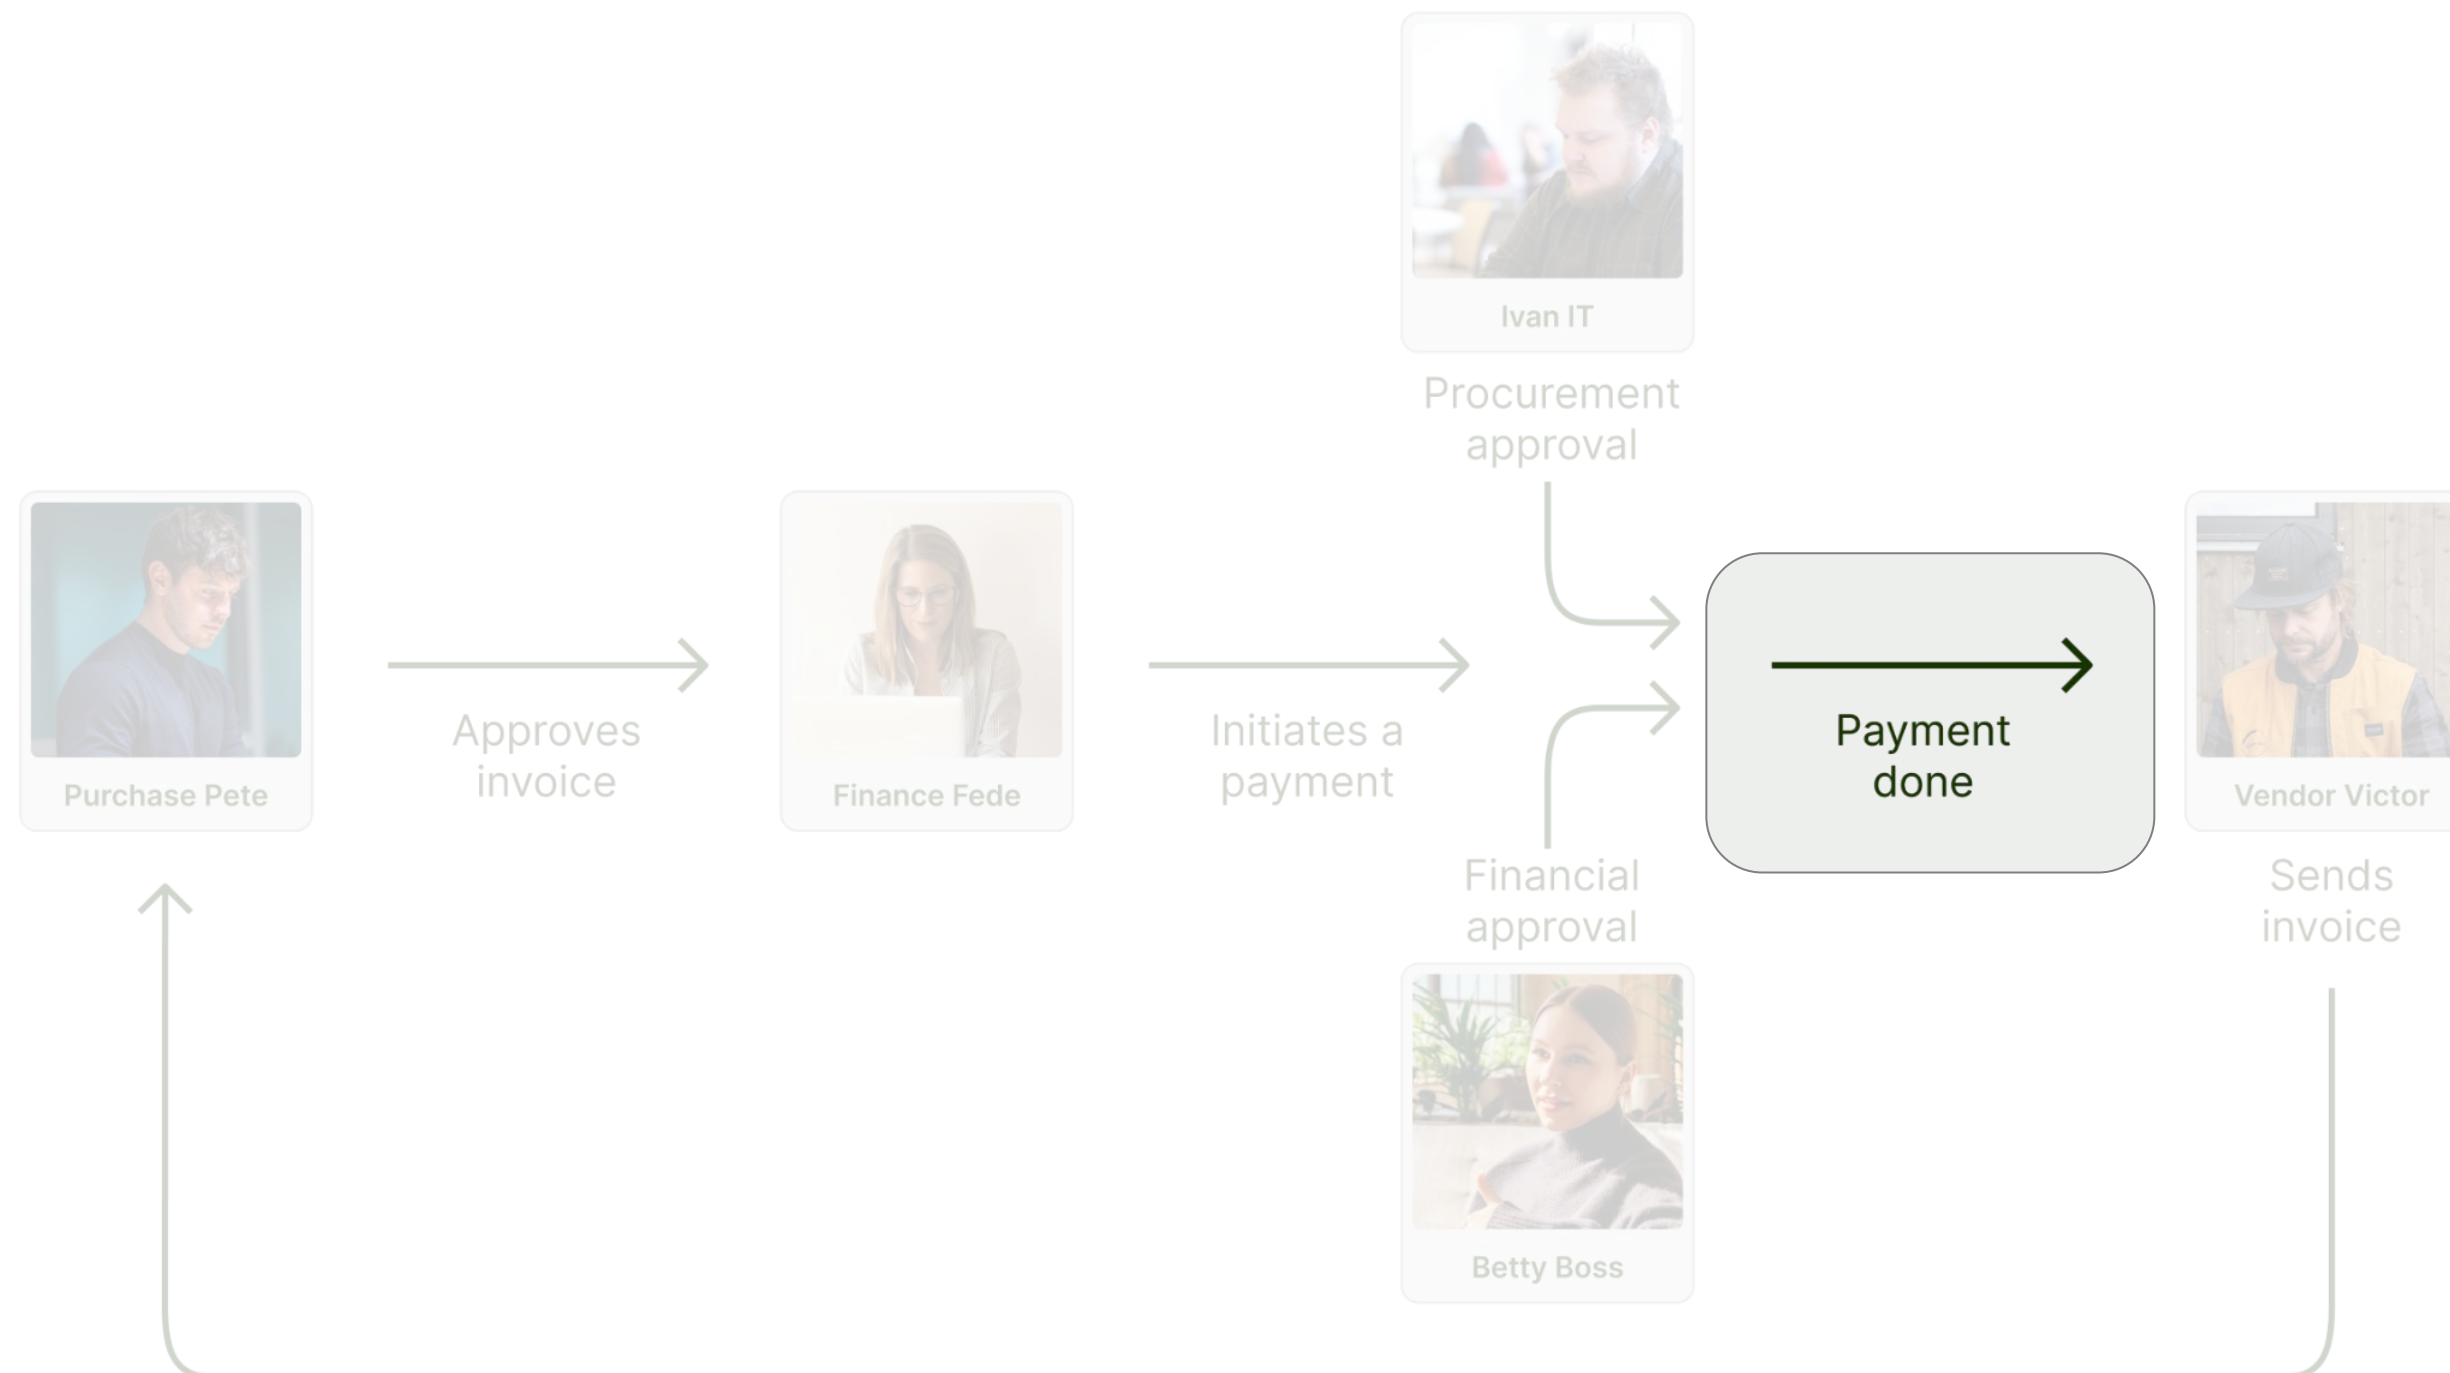 Ivan IT
Procurement
approval
Purchase Pete
Approves
invoice
Finance Fede
Initiates a
payment
Payment
done
Vendor Victor
Sends
invoice
Financial
approval
Betty Boss